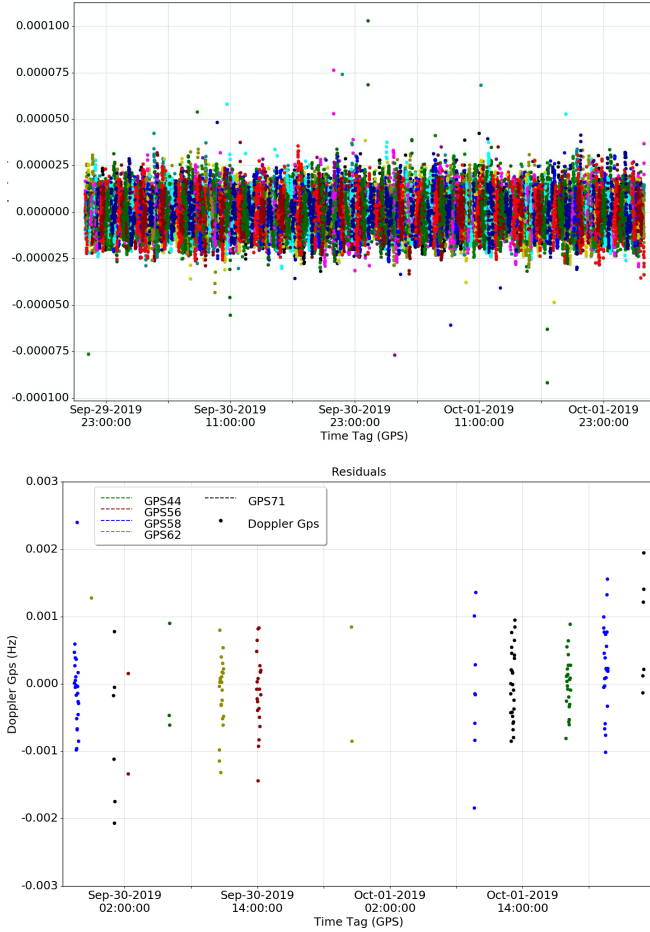 0.000100
0.000075
0.000050
0.000025
0.000000
-0.000025
-0.000050
-0.000075
-0.000100
Sep-29-2019 Sep-30-2019 Sep-30-2019 Oct-01-2019 Oct-01-2019
23:00:00 11:00:00 23:00:00 11:00:00 23:00:00
Time Tag (GPS)
Residuals
0.003
GPS44 GPS71
GPS56
GPS58 Doppler Gps
GPS62
0.002
0.001
0.000
-0.001
-0.002
-0.003
Doppler Gps (Hz)
Sep-30-2019 Sep-30-2019 Oct-01-2019 Oct-01-2019
02:00:00 14:00:00 02:00:00 14:00:00
Time Tag (GPS)